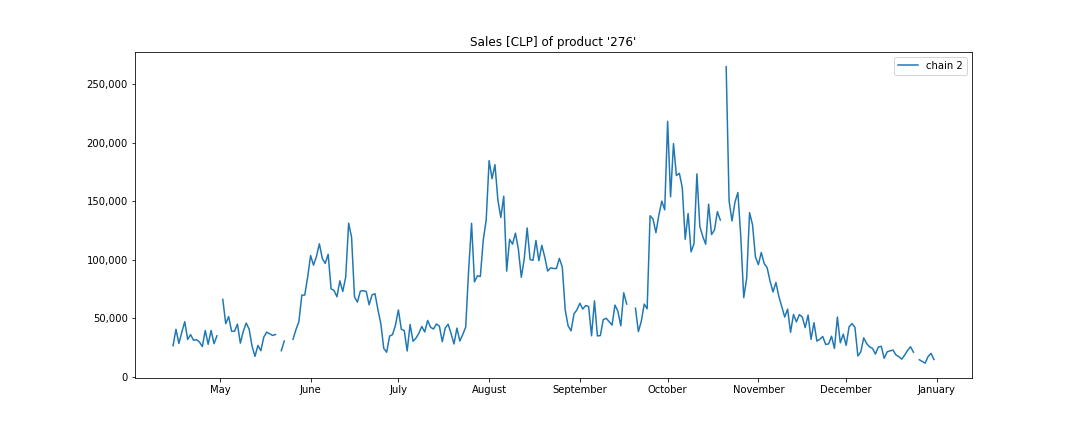 Sales [CLP] of product '276'
chain 2
250,000
200,000
150,000
100,000
50,000
0
May June July August September October November December January